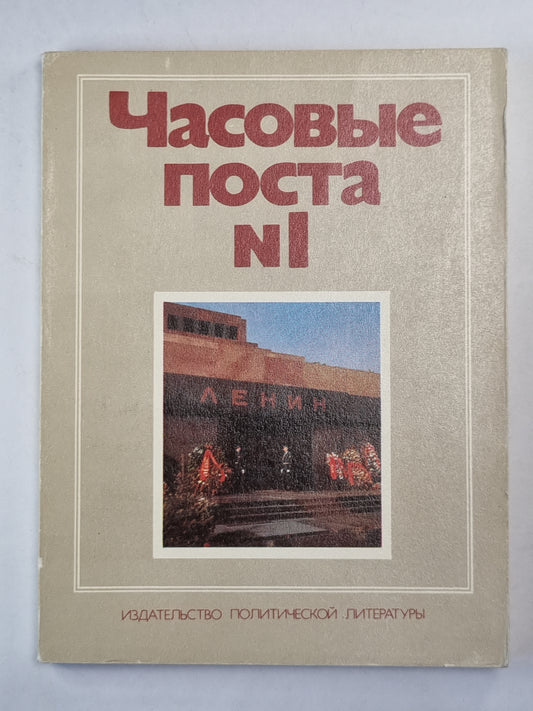 Часовые
поста
N1
ЛЕНИН
ИЗДАТЕЛЬСТВО ПОЛИТИЧЕСКОЙ ЛИТЕРАТУРЫ